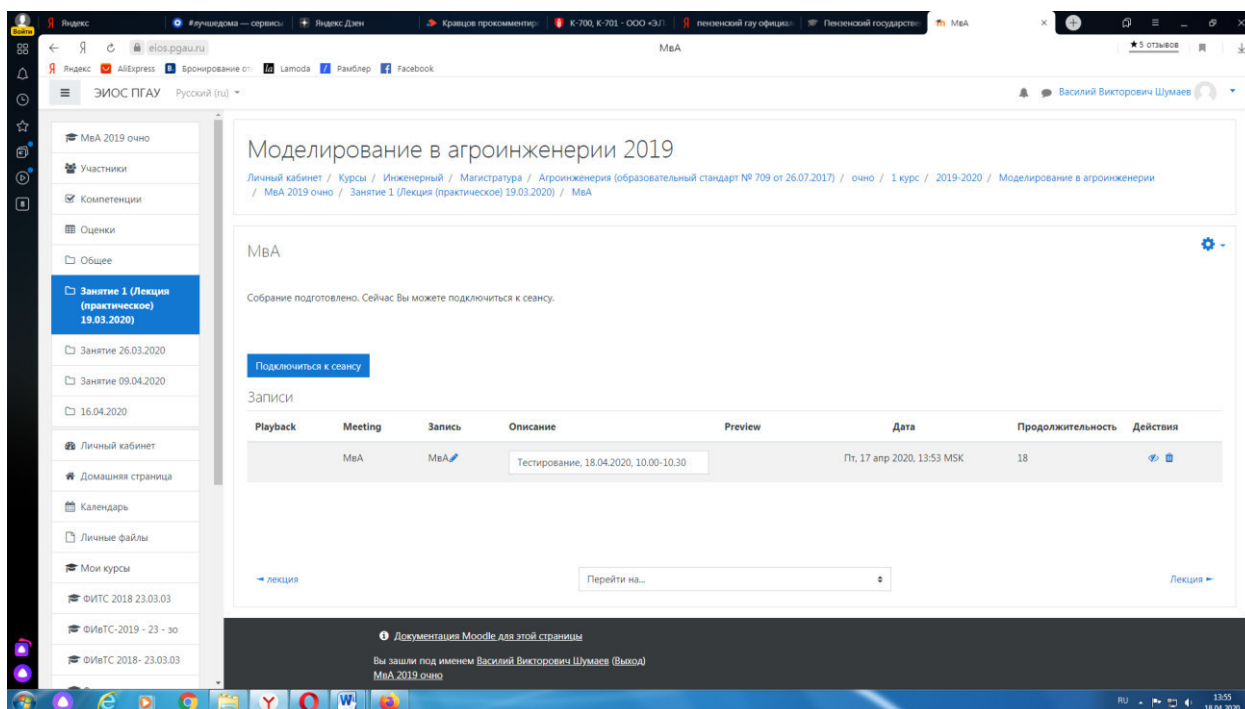 Яндекс
#лучшедома — сервисы
Яндекс Дзен
Кравцов прокомментир
К-700, К-701 - ООО «ЭЛ
пензенский гау официал
Пензенский государстве
МвА
Войти
eios.pgau.ru
МвА
★ 5 отзывов
Яндекс
AliExpress
Бронирование от
Lamoda
Рамблер
Facebook
ЭИОС ПГАУ
Русский (ru)
Василий Викторович Шумаев
МвА 2019 очно
Участники
Компетенции
Оценки
Общее
Занятие 1 (Лекция
(практическое)
19.03.2020)
Занятие 26.03.2020
Занятие 09.04.2020
16.04.2020
Личный кабинет
Домашняя страница
Календарь
Личные файлы
Мои курсы
ФИТС 2018 23.03.03
ФИвТС-2019 - 23 - зо
ФИвТС 2018- 23.03.03
Моделирование в агроинженерии 2019
Личный кабинет / Курсы / Инженерный / Магистратура / Агроинженерия (образовательный стандарт № 709 от 26.07.2017) / очно / 1 курс / 2019-2020 / Моделирование в агроинженерии
/ МвА 2019 очно / Занятие 1 (Лекция (практическое) 19.03.2020) / МвА
МвА
Собрание подготовлено. Сейчас Вы можете подключиться к сеансу.
Подключиться к сеансу
Записи
Playback Meeting Запись Описание Preview Дата Продолжительность Действия
МвА МвА Тестирование, 18.04.2020, 10.00-10.30 Пт, 17 апр 2020, 13:53 MSK 18
◄ лекция
Перейти на...
Лекция ►
Документация Moodle для этой страницы
Вы зашли под именем Василий Викторович Шумаев (Выход)
МвА 2019 очно
RU
13:55
18.04.2020